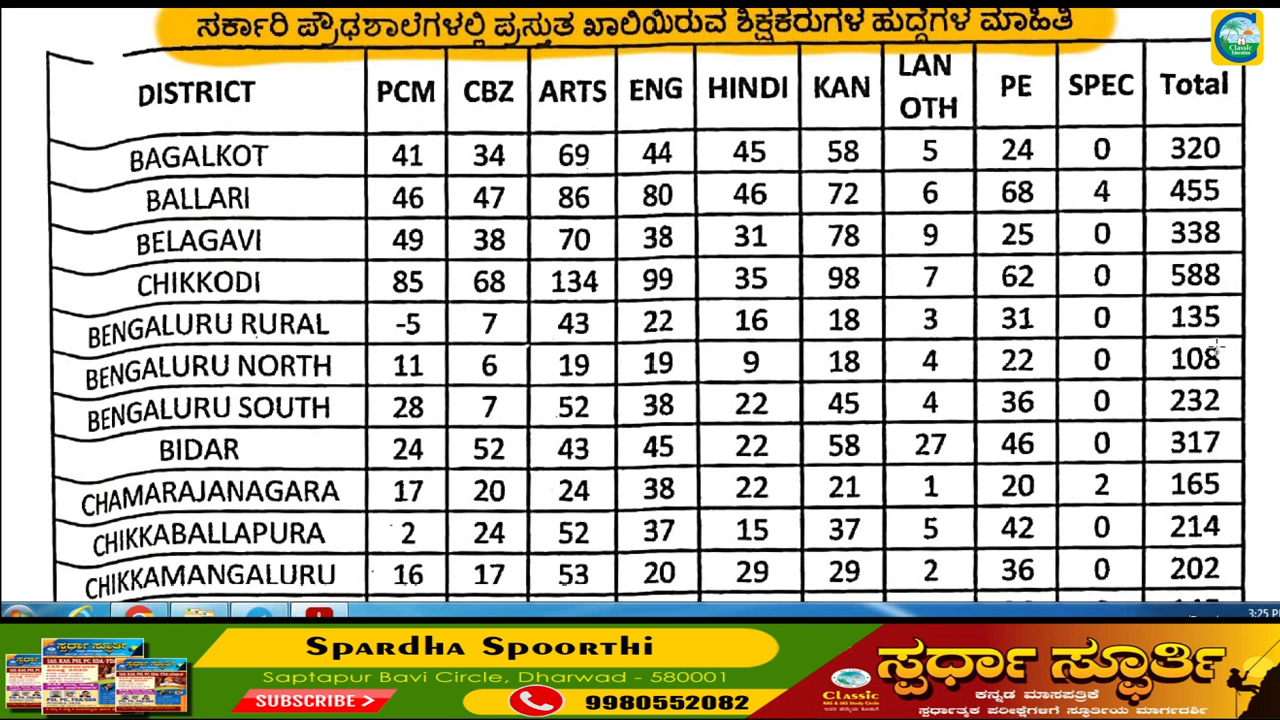 ಸರ್ಕಾರಿ ಪ್ರೌಢಶಾಲೆಗಳಲ್ಲಿ ಪ್ರಸ್ತುತ ಖಾಲಿಯಿರುವ ಶಿಕ್ಷಕರುಗಳ ಹುದ್ದೆಗಳ ಮಾಹಿತಿ
Classic
Education
DISTRICT PCM CBZ ARTS ENG HINDI KAN LAN OTH PE SPEC Total
BAGALKOT 41 34 69 44 45 58 5 24 0 320
BALLARI 46 47 86 80 46 72 6 68 4 455
BELAGAVI 49 38 70 38 31 78 9 25 0 338
CHIKKODI 85 68 134 99 35 98 7 62 0 588
BENGALURU RURAL -5 7 43 22 16 18 3 31 0 135
BENGALURU NORTH 11 6 19 19 9 18 4 22 0 108
BENGALURU SOUTH 28 7 52 38 22 45 4 36 0 232
BIDAR 24 52 43 45 22 58 27 46 0 317
CHAMARAJANAGARA 17 20 24 38 22 21 1 20 2 165
CHIKKABALLAPURA 2 24 52 37 15 37 5 42 0 214
CHIKKAMANGALURU 16 17 53 20 29 29 2 36 0 202
3:25 P
Spardha Spoorthi
Saptapur Bavi Circle, Dharwad - 580001
SUBSCRIBE 9980552082
ಸ್ಪರ್ಧಾ ಸ್ಫೂರ್ತಿ
Classic
IAS & KAS Study Circle
ಕನ್ನಡ ಮಾಸಪತ್ರಿಕೆ
ಸ್ಪರ್ಧಾತ್ಮಕ ಪರೀಕ್ಷೆಗಳಿಗೆ ಸ್ಫೂರ್ತಿಯ ಮಾರ್ಗದರ್ಶಿ